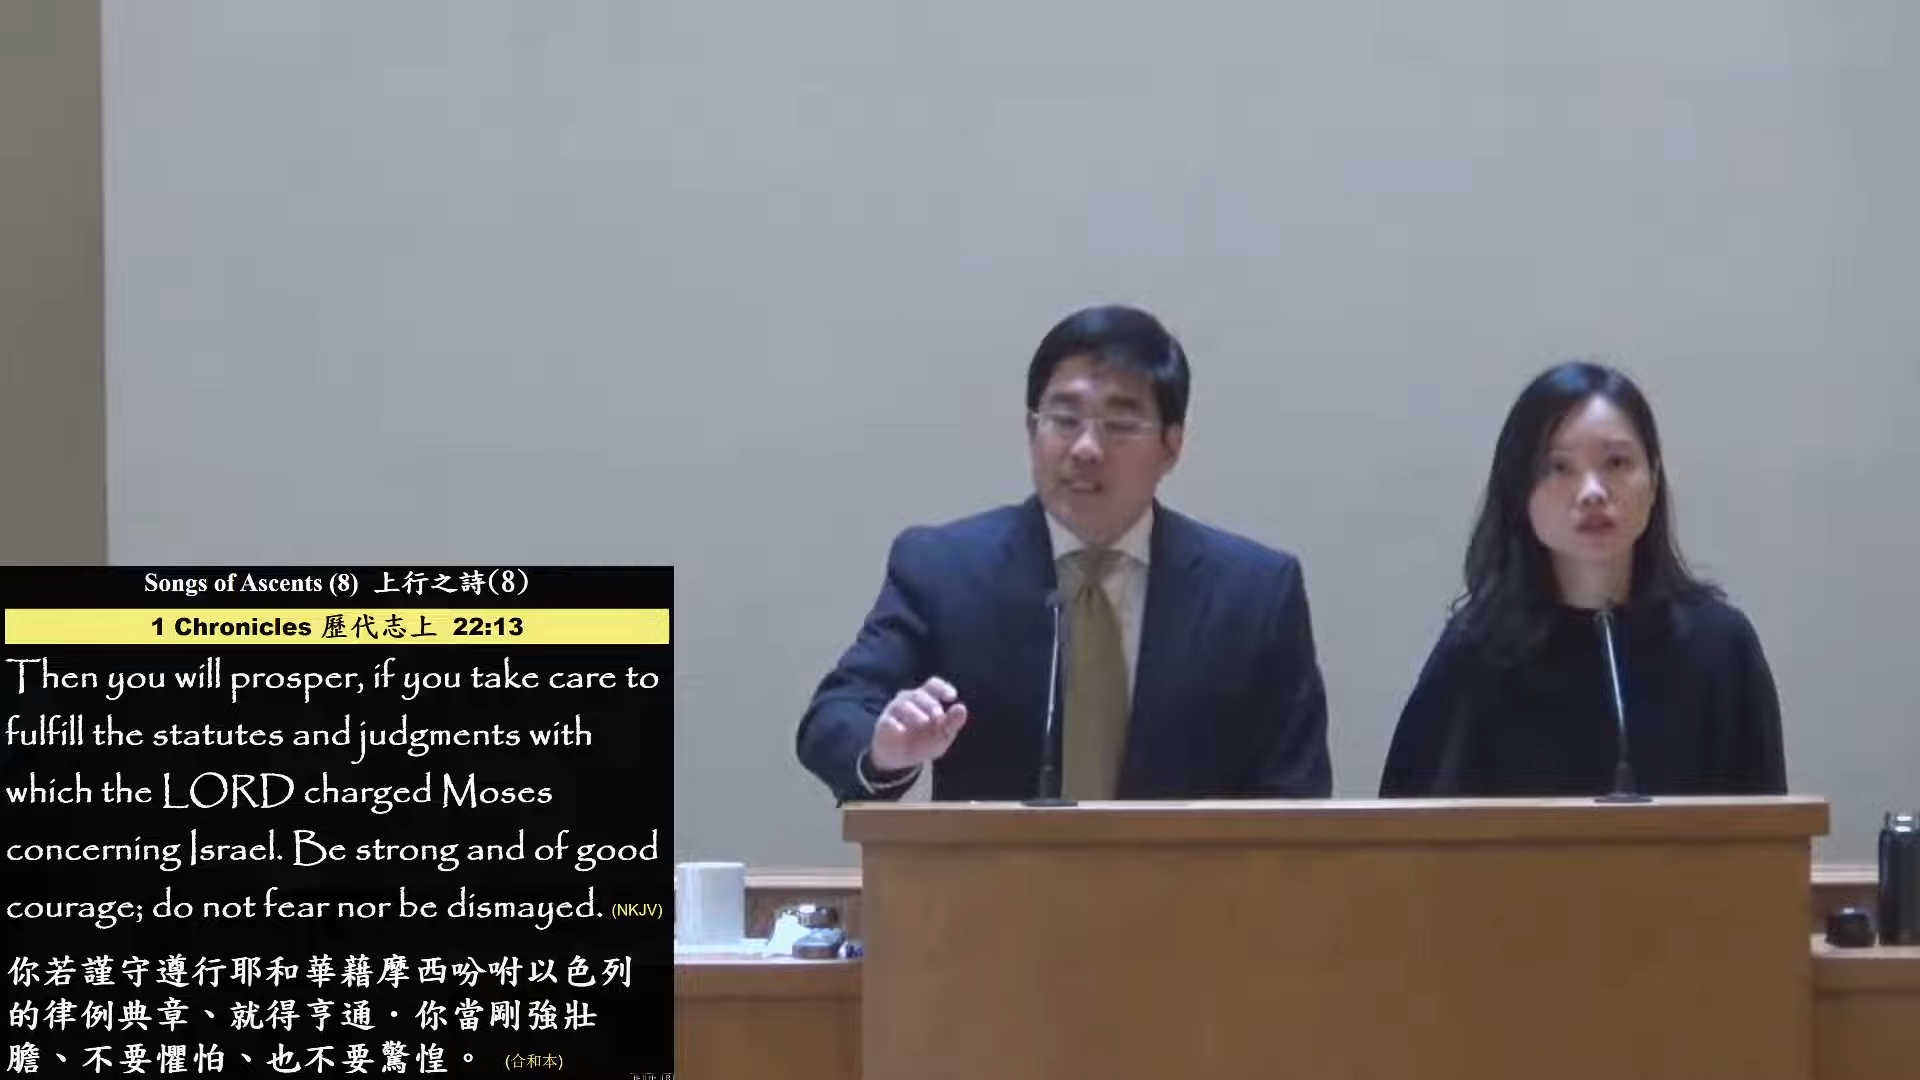 Songs of Ascents (8) 上行之詩(8)
1 Chronicles 歷代志上 22:13
Then you will prosper, if you take care to
fulfill the statutes and judgments with
which the LORD charged Moses
concerning Israel. Be strong and of good
courage; do not fear nor be dismayed. (NKJV)
你若謹守遵行耶和華藉摩西吩咐以色列
的律例典章、就得亨通．你當剛強壯
膽、不要懼怕、也不要驚惶。 (合和本)